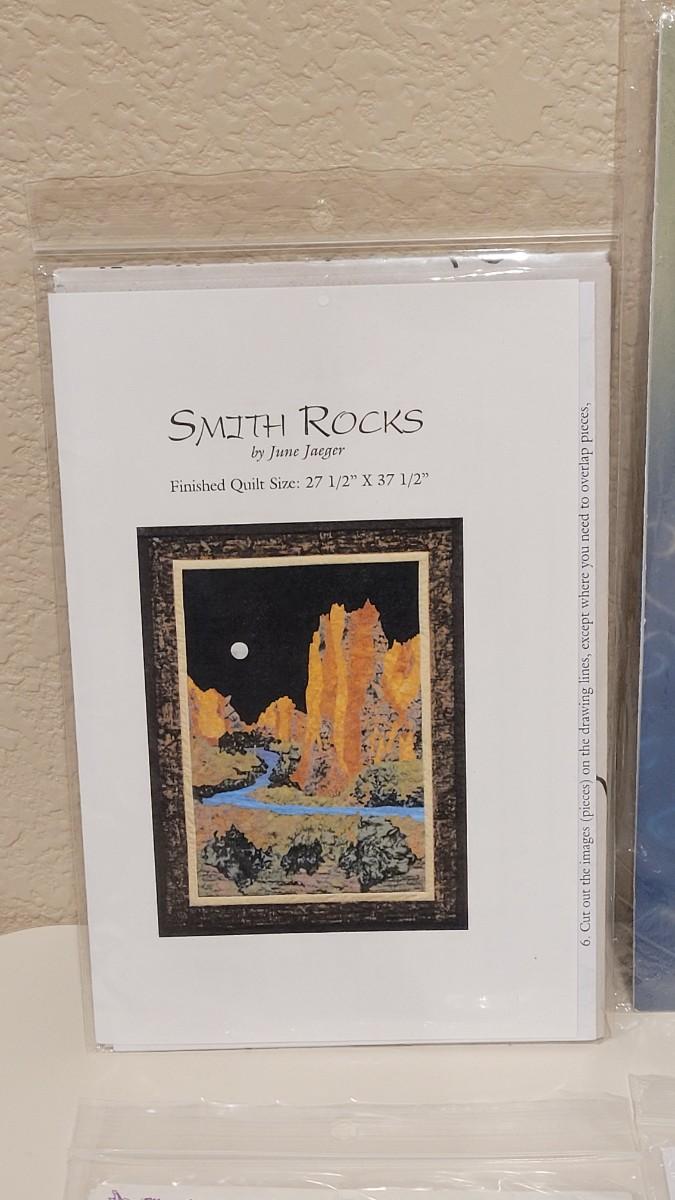 SMITH ROCKS
by June Jaeger
Finished Quilt Size: 27 1/2” X 37 1/2”
6. Cut out the images (pieces) on the drawing lines, except where you need to overlap pieces,